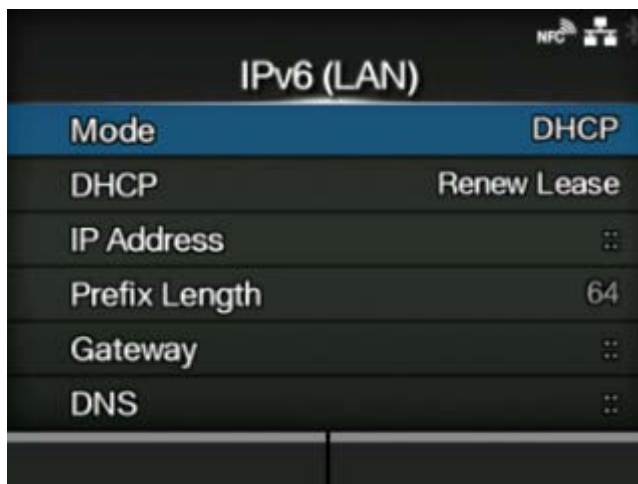 NFC
IPv6 (LAN)
Mode DHCP
DHCP Renew Lease
IP Address ::
Prefix Length 64
Gateway ::
DNS ::